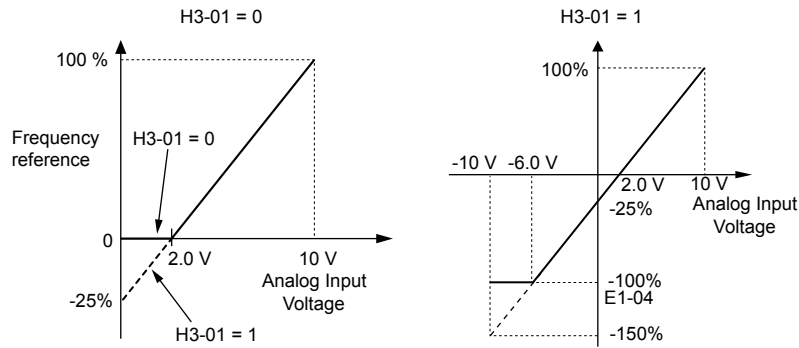 H3-01 = 0
100 %
Frequency
reference
H3-01 = 0
0
2.0 V
10 V
Analog Input
Voltage
-25%
H3-01 = 1
H3-01 = 1
100%
-10 V
-6.0 V
2.0 V
10 V
Analog Input
Voltage
-25%
-100%
E1-04
-150%